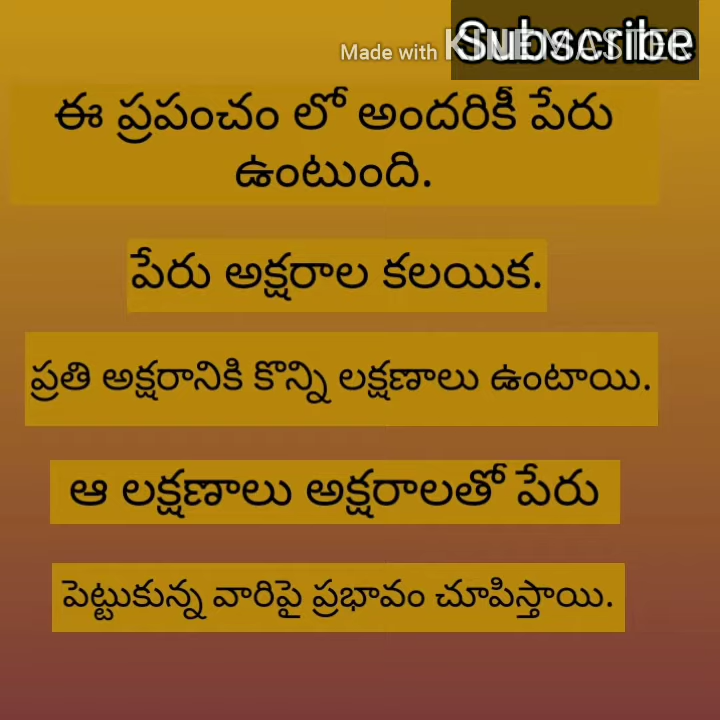 Subscribe
Made with KINEMASTER
ఈ ప్రపంచం లో అందరికీ పేరు
ఉంటుంది.
పేరు అక్షరాల కలయిక.
ప్రతి అక్షరానికి కొన్ని లక్షణాలు ఉంటాయి.
ఆ లక్షణాలు అక్షరాలతో పేరు
పెట్టుకున్న వారిపై ప్రభావం చూపిస్తాయి.